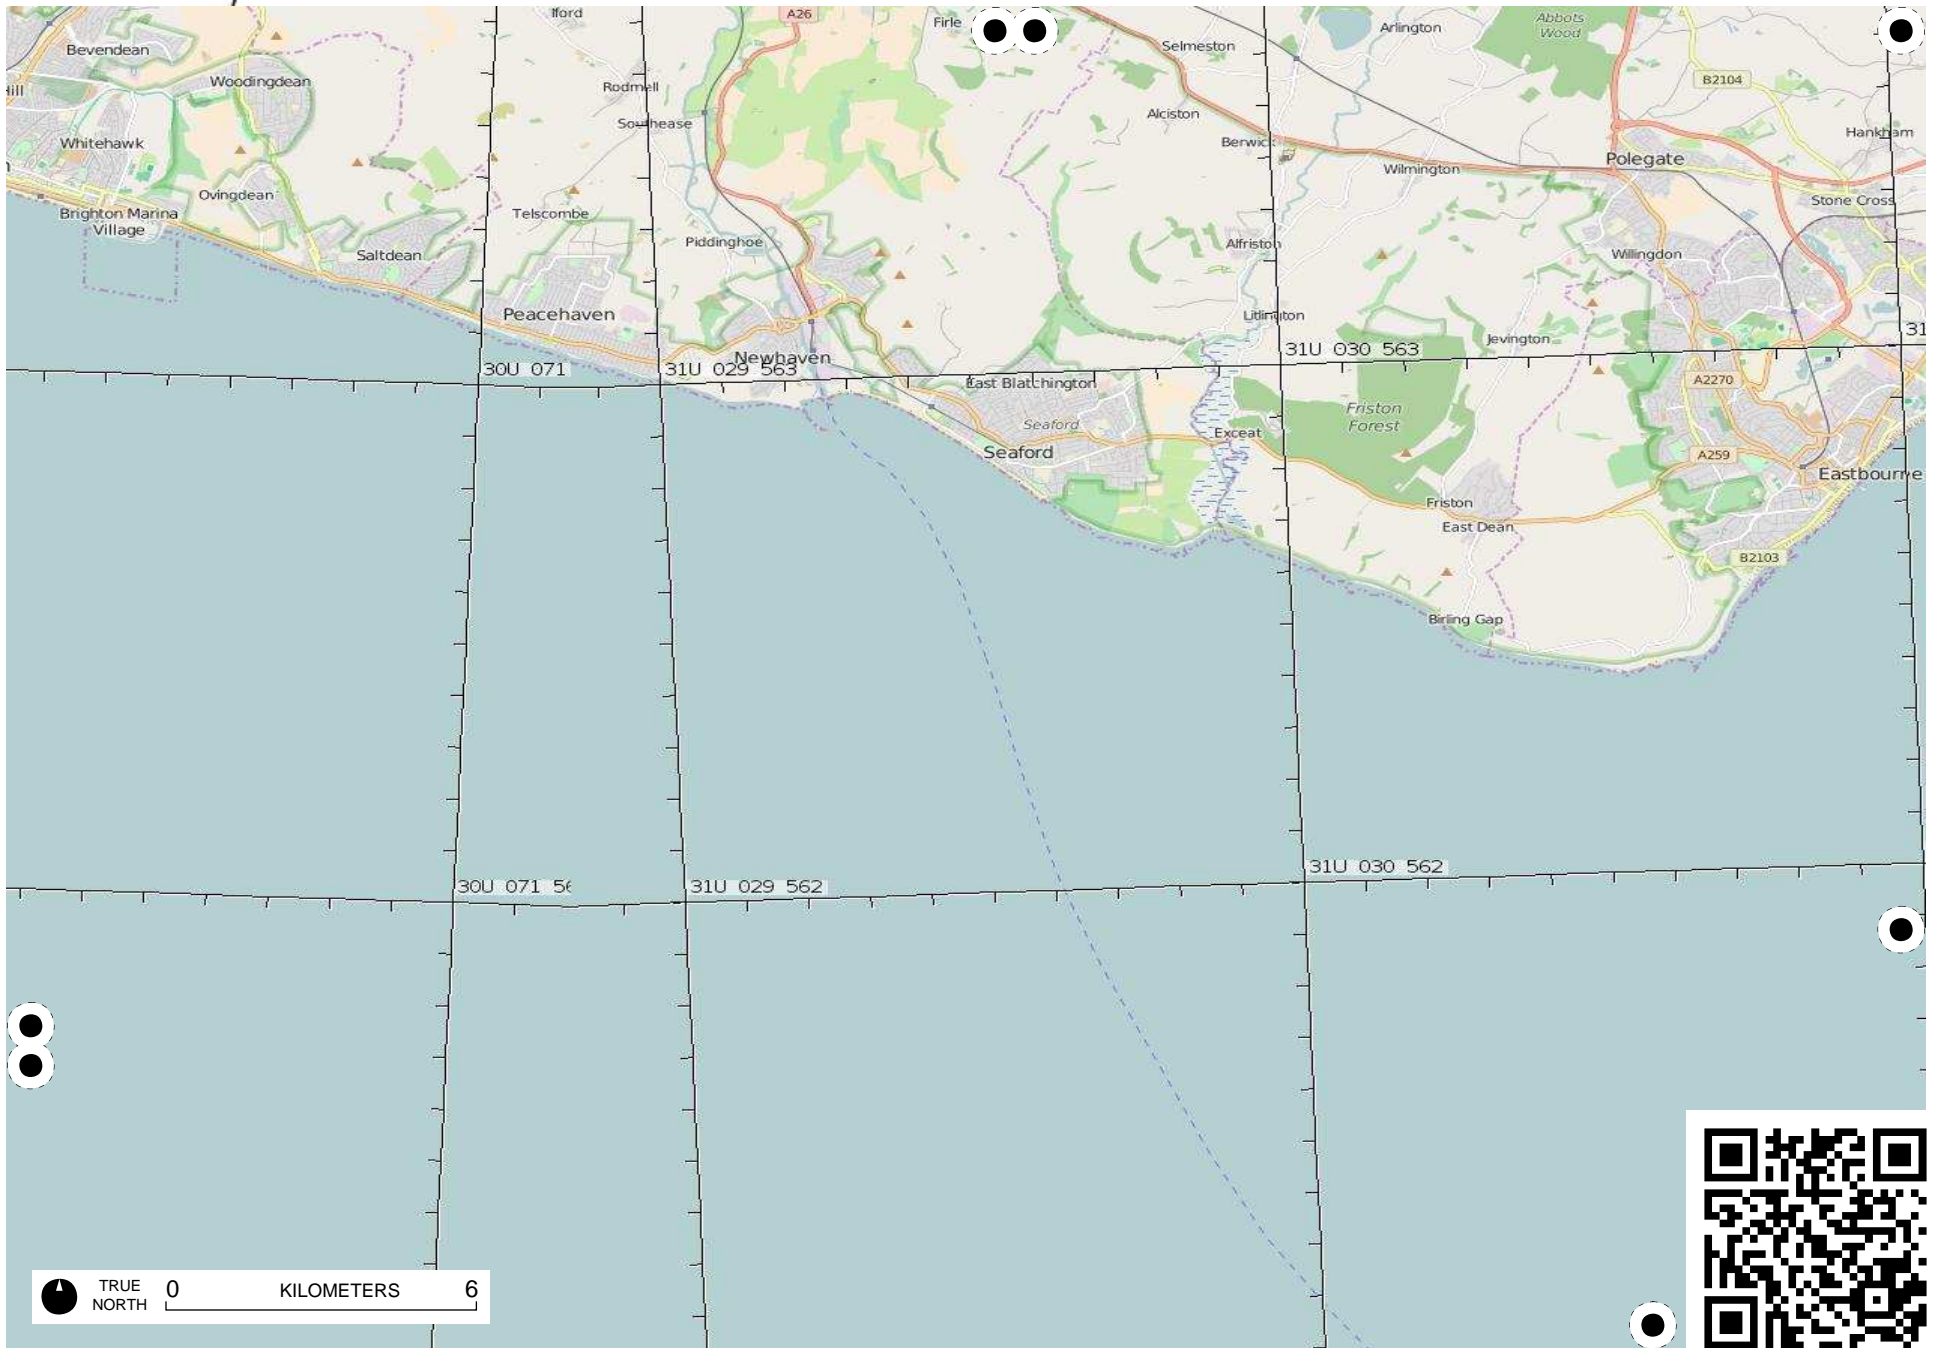 Iford
A26
Firle
Arlington
Abbots
Wood
Bevendean
Selmeston
Woodingdean
B2104
Rodmell
Alciston
Southease
Hankham
Whitehawk
Berwick
Polegate
Wilmington
Ovingdean
Stone Cross
Brighton Marina
Village
Telscombe
Piddinghoe
Alfriston
Willingdon
Saltdean
Peacehaven
Litlington
Jevington
31U 030 563
Newhaven
30U 071
31U 029 563
A2270
East Blatchington
Friston
Forest
Seaford
Exceat
Seaford
A259
Eastbourne
Friston
East Dean
B2103
Birling Gap
31U 030 562
30U 071 56
31U 029 562
TRUE
NORTH
0 KILOMETERS 6